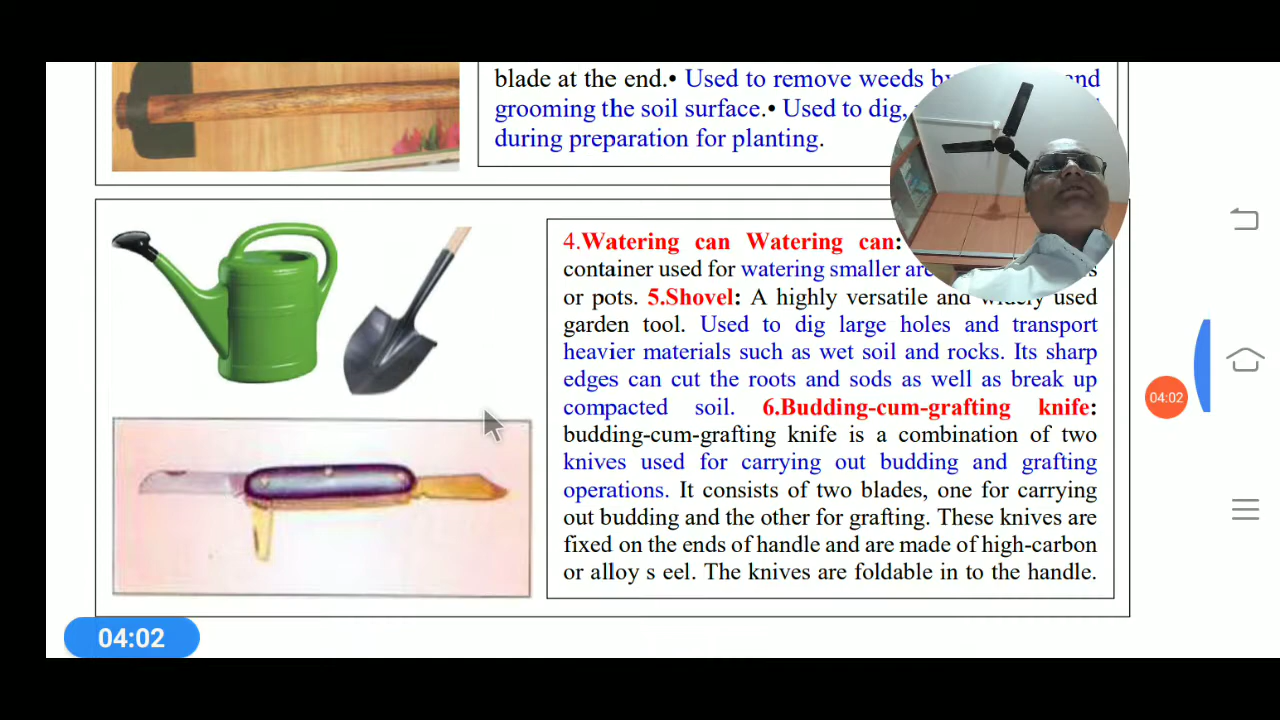 blade at the end.• Used to remove weeds by and
grooming the soil surface.• Used to dig,
during preparation for planting.
4.Watering can Watering can:
container used for watering smaller
or pots. 5.Shovel: A highly versatile and widely used
garden tool. Used to dig large holes and transport
heavier materials such as wet soil and rocks. Its sharp
edges can cut the roots and sods as well as break up
compacted soil. 6.Budding-cum-grafting knife:
budding-cum-grafting knife is a combination of two
knives used for carrying out budding and grafting
operations. It consists of two blades, one for carrying
out budding and the other for grafting. These knives are
fixed on the ends of handle and are made of high-carbon
or alloy s eel. The knives are foldable in to the handle.
04:02
04:02